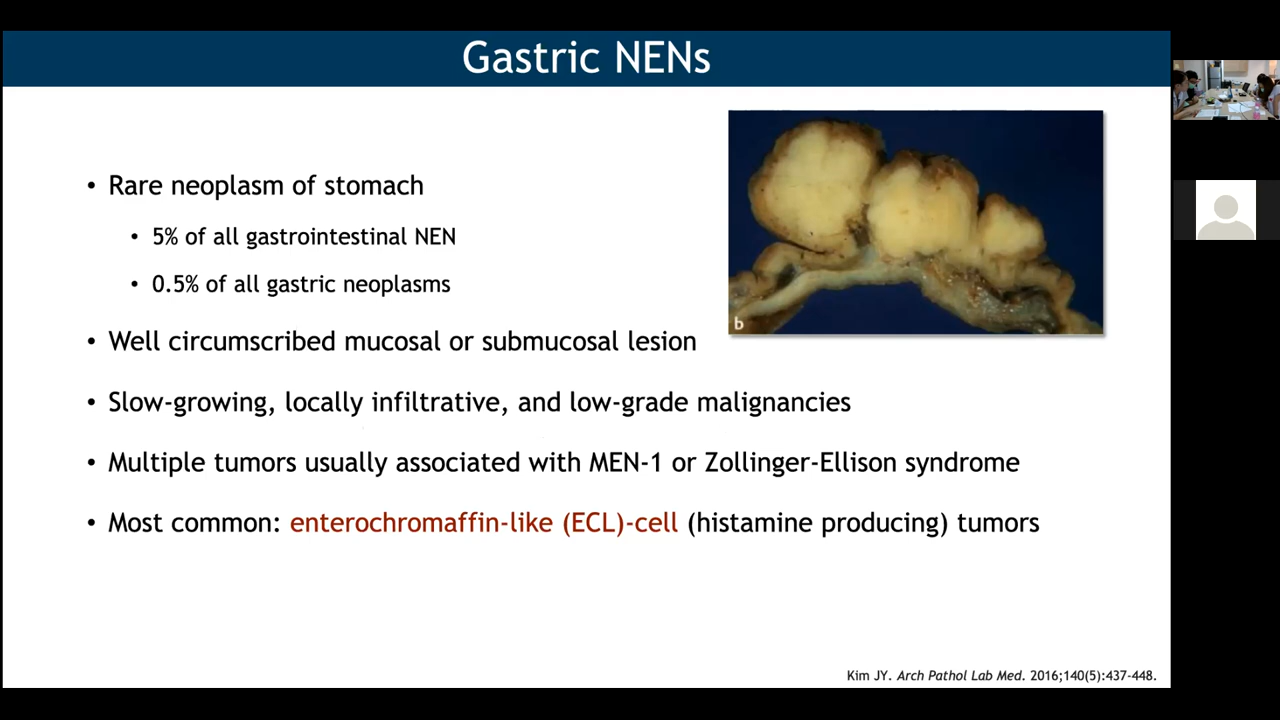 Gastric NENs
• Rare neoplasm of stomach
• 5% of all gastrointestinal NEN
• 0.5% of all gastric neoplasms
• Well circumscribed mucosal or submucosal lesion
• Slow-growing, locally infiltrative, and low-grade malignancies
• Multiple tumors usually associated with MEN-1 or Zollinger-Ellison syndrome
• Most common: enterochromaffin-like (ECL)-cell (histamine producing) tumors
b
Kim JY. Arch Pathol Lab Med. 2016;140(5):437-448.